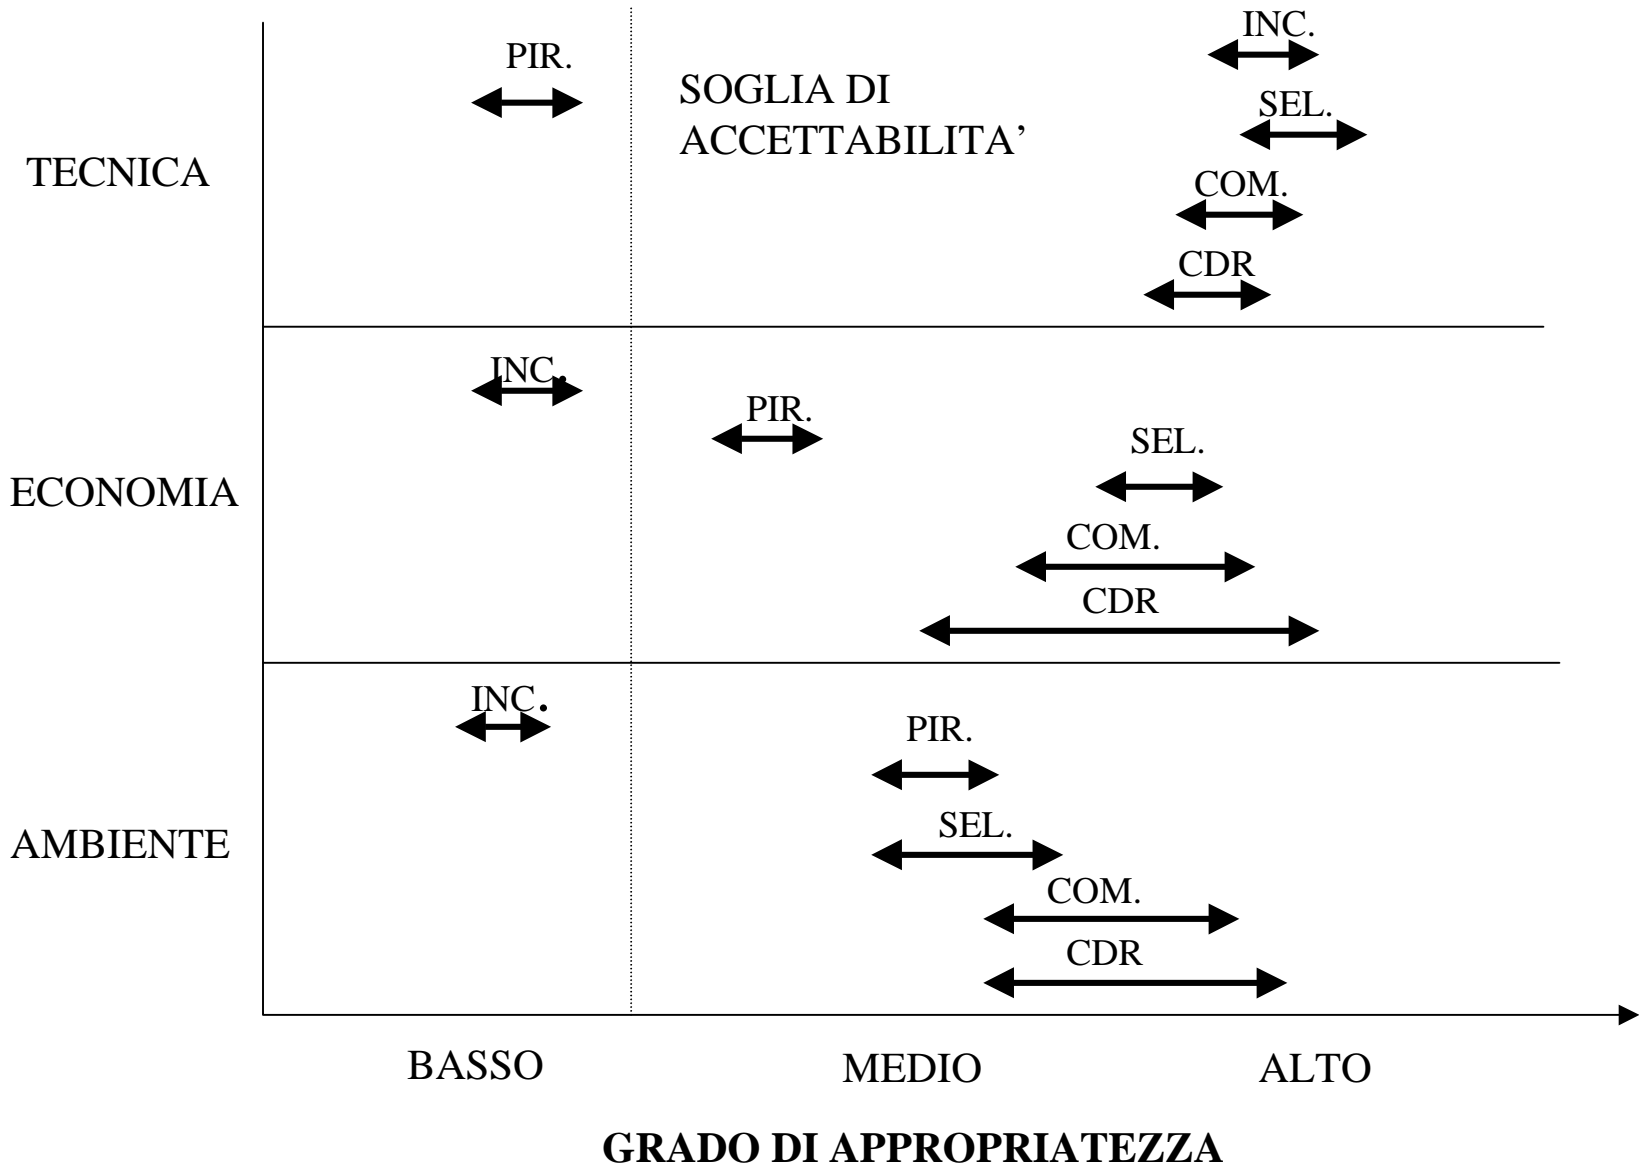 INC.
PIR.
SOGLIA DI
ACCETTABILITA’
SEL.
TECNICA
COM.
CDR
INC.
PIR.
SEL.
ECONOMIA
COM.
CDR
INC.
PIR.
SEL.
AMBIENTE
COM.
CDR
BASSO
MEDIO
ALTO
GRADO DI APPROPRIATEZZA